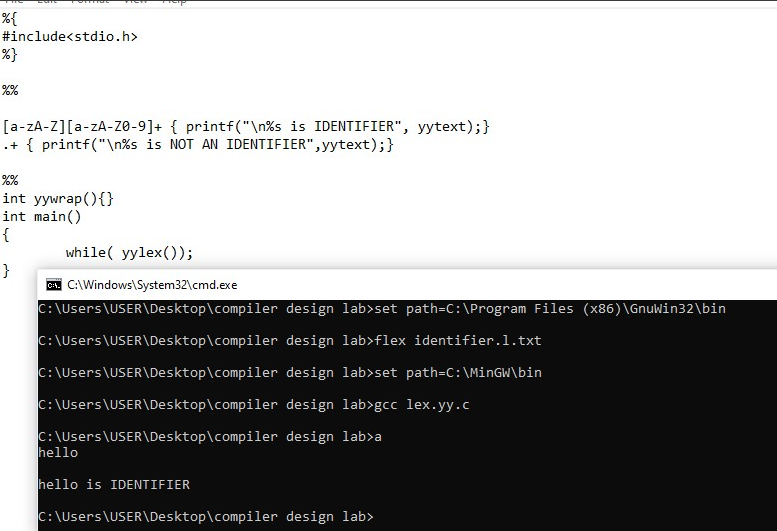 File Edit Format View Help
%{
#include<stdio.h>
%}
%%
[a-zA-Z][a-zA-Z0-9]+ { printf("\n%s is IDENTIFIER", yytext);}
.+ { printf("\n%s is NOT AN IDENTIFIER",yytext);}
%%
int yywrap(){}
int main()
{
while( yylex());
}
C:\Windows\System32\cmd.exe
C:\Users\USER\Desktop\compiler design lab>set path=C:\Program Files (x86)\GnuWin32\bin
C:\Users\USER\Desktop\compiler design lab>flex identifier.l.txt
C:\Users\USER\Desktop\compiler design lab>set path=C:\MinGW\bin
C:\Users\USER\Desktop\compiler design lab>gcc lex.yy.c
C:\Users\USER\Desktop\compiler design lab>a
hello
hello is IDENTIFIER
C:\Users\USER\Desktop\compiler design lab>